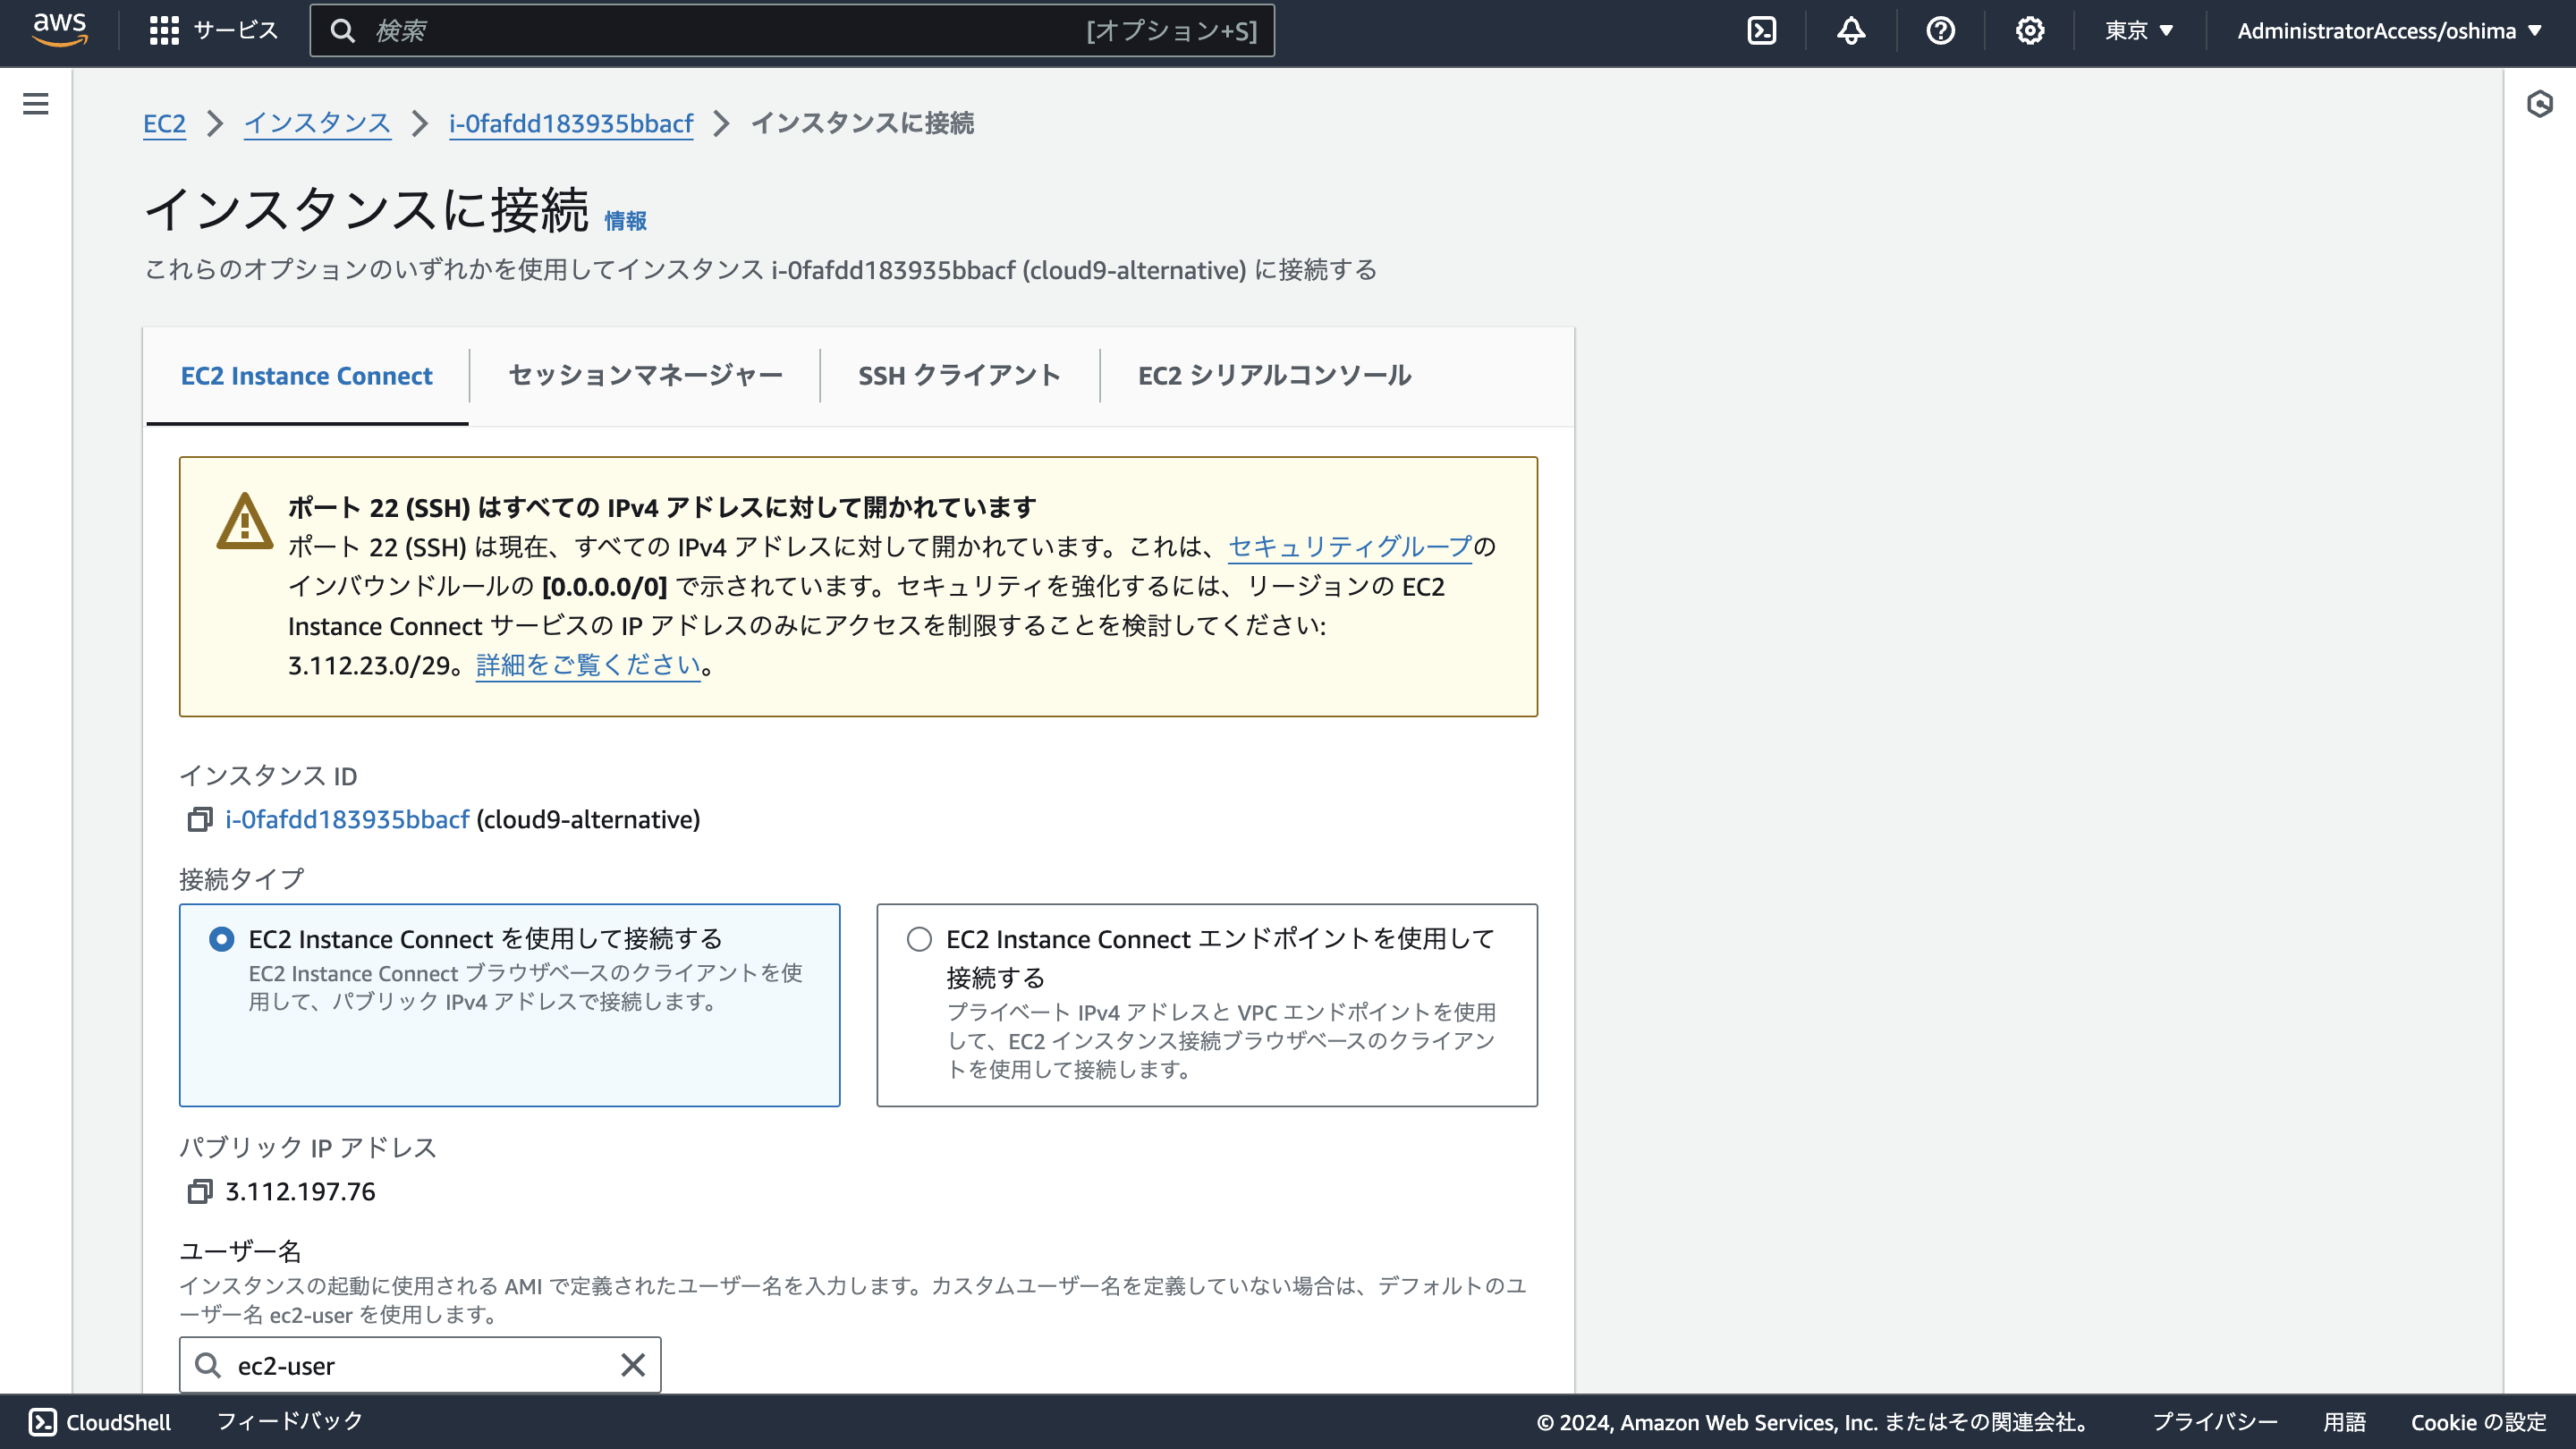 aws
サービス
検索
[オプション+S]
東京
AdministratorAccess/oshima
EC2
インスタンス
i-0fafdd183935bbacf
インスタンスに接続
インスタンスに接続 情報
これらのオプションのいずれかを使用してインスタンス i-0fafdd183935bbacf (cloud9-alternative) に接続する
EC2 Instance Connect
セッションマネージャー
SSH クライアント
EC2 シリアルコンソール
ポート 22 (SSH) はすべての IPv4 アドレスに対して開かれています
ポート 22 (SSH) は現在、すべての IPv4 アドレスに対して開かれています。これは、セキュリティグループの
インバウンドルールの [0.0.0.0/0] で示されています。セキュリティを強化するには、リージョンの EC2
Instance Connect サービスの IP アドレスのみにアクセスを制限することを検討してください:
3.112.23.0/29。詳細をご覧ください。
インスタンス ID
i-0fafdd183935bbacf (cloud9-alternative)
接続タイプ
EC2 Instance Connect を使用して接続する
EC2 Instance Connect ブラウザベースのクライアントを使
用して、パブリック IPv4 アドレスで接続します。
EC2 Instance Connect エンドポイントを使用して
接続する
プライベート IPv4 アドレスと VPC エンドポイントを使用
して、EC2 インスタンス接続ブラウザベースのクライアン
トを使用して接続します。
パブリック IP アドレス
3.112.197.76
ユーザー名
インスタンスの起動に使用される AMI で定義されたユーザー名を入力します。カスタムユーザー名を定義していない場合は、デフォルトのユ
ーザー名 ec2-user を使用します。
ec2-user
CloudShell
フィードバック
© 2024, Amazon Web Services, Inc. またはその関連会社。
プライバシー
用語
Cookie の設定